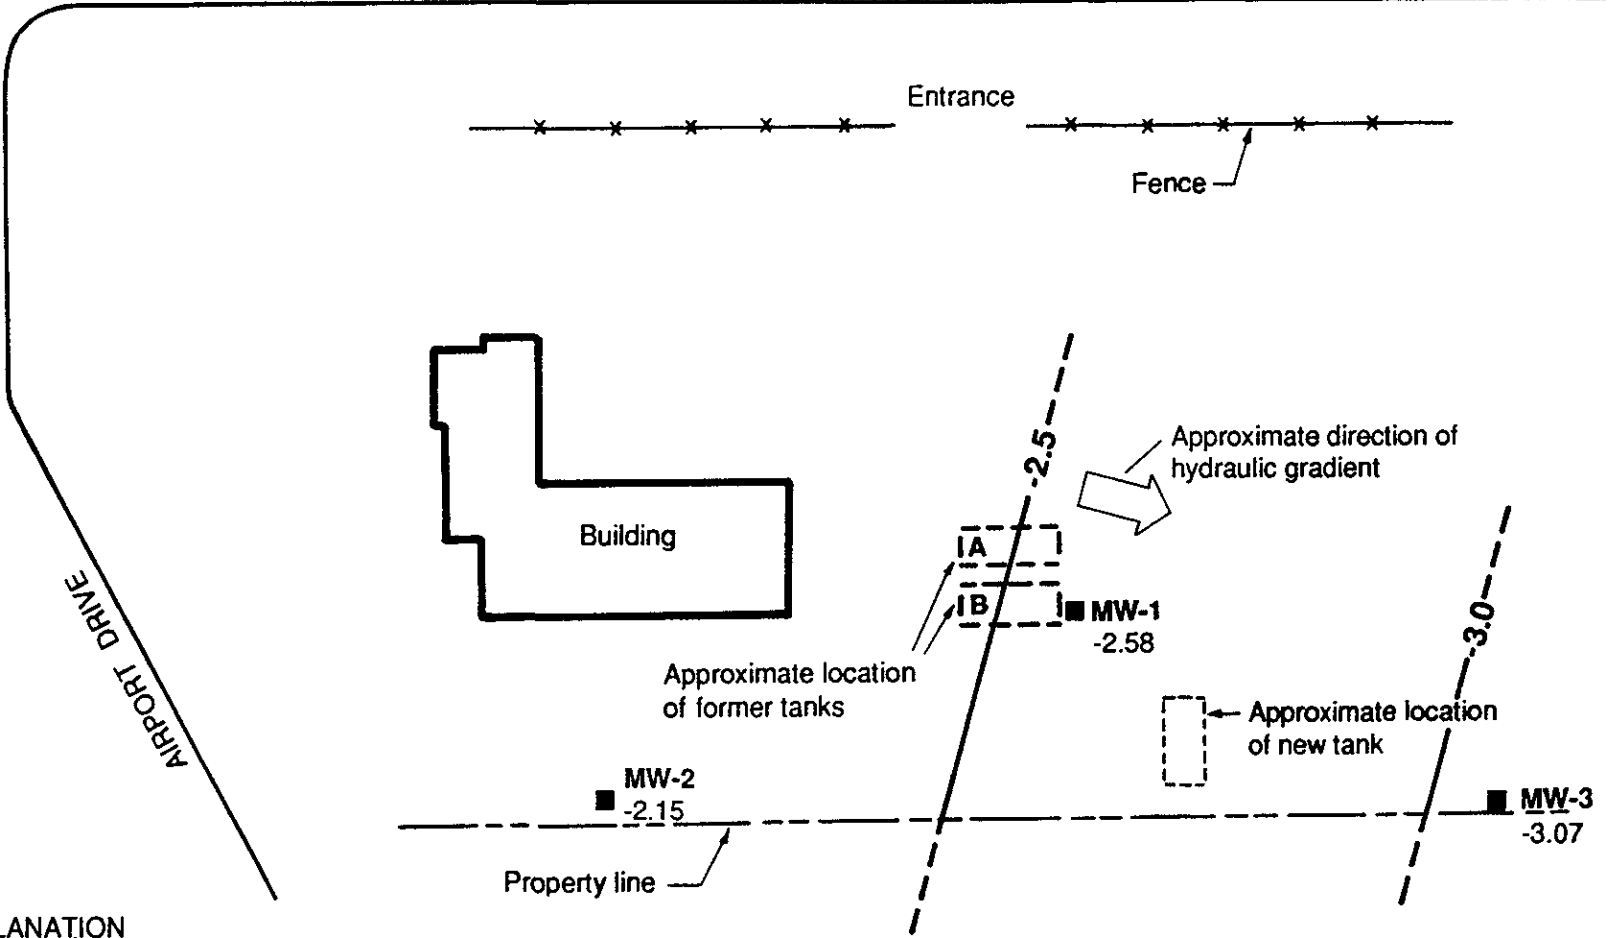 Entrance
Fence
-2.5
Approximate direction of
hydraulic gradient
Building
A
B
MW-1
-2.58
-3.0
AIRPORT DRIVE
Approximate location
of former tanks
Approximate location
of new tank
MW-2
-2.15
MW-3
-3.07
Property line
LANATION